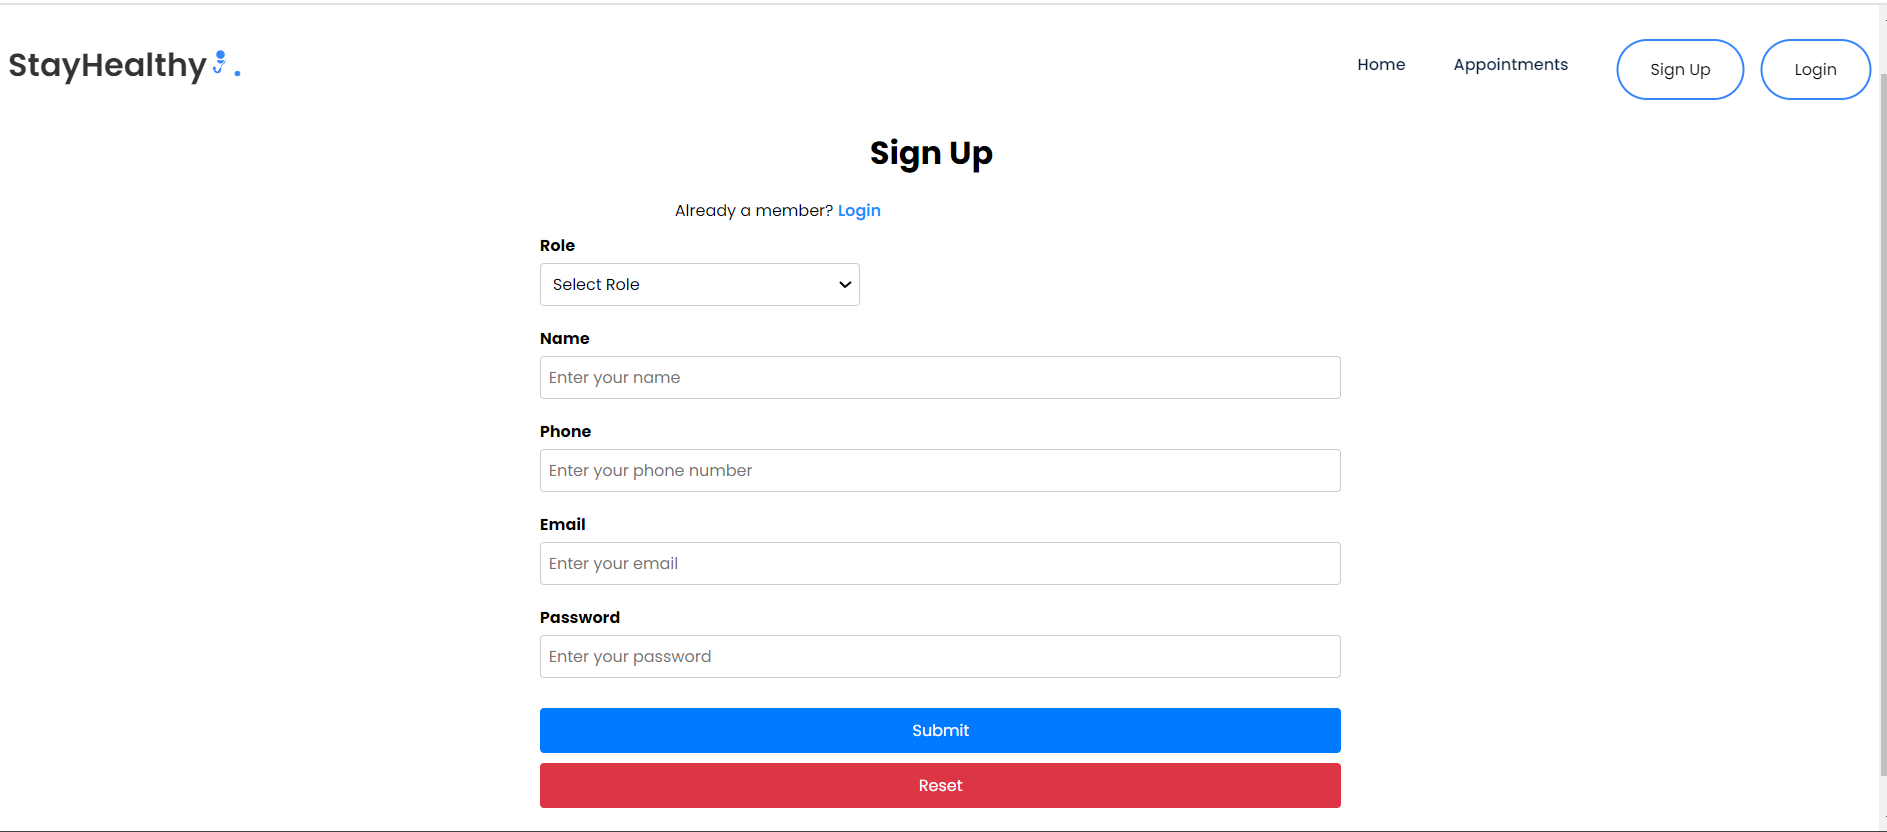 StayHealthy.
Home Appointments Sign Up Login
Sign Up
Already a member? Login
Role
Select Role
Name
Enter your name
Phone
Enter your phone number
Email
Enter your email
Password
Enter your password
Submit
Reset